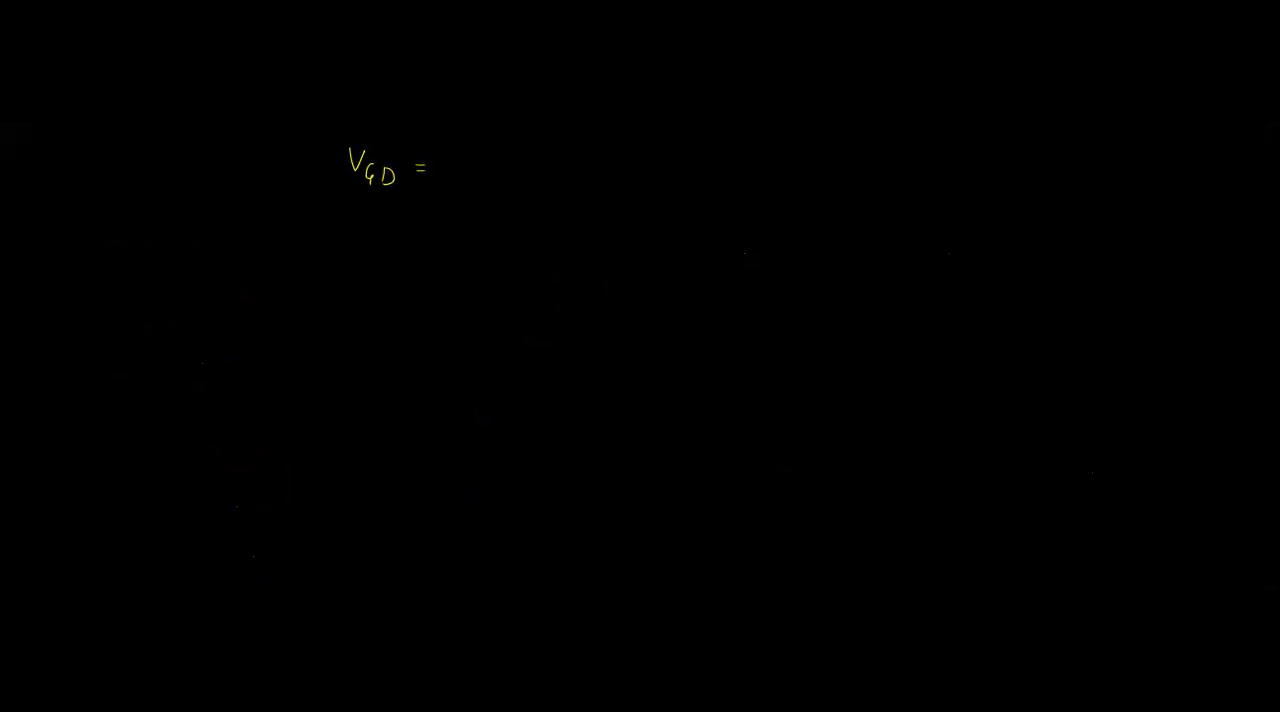 V_GD =